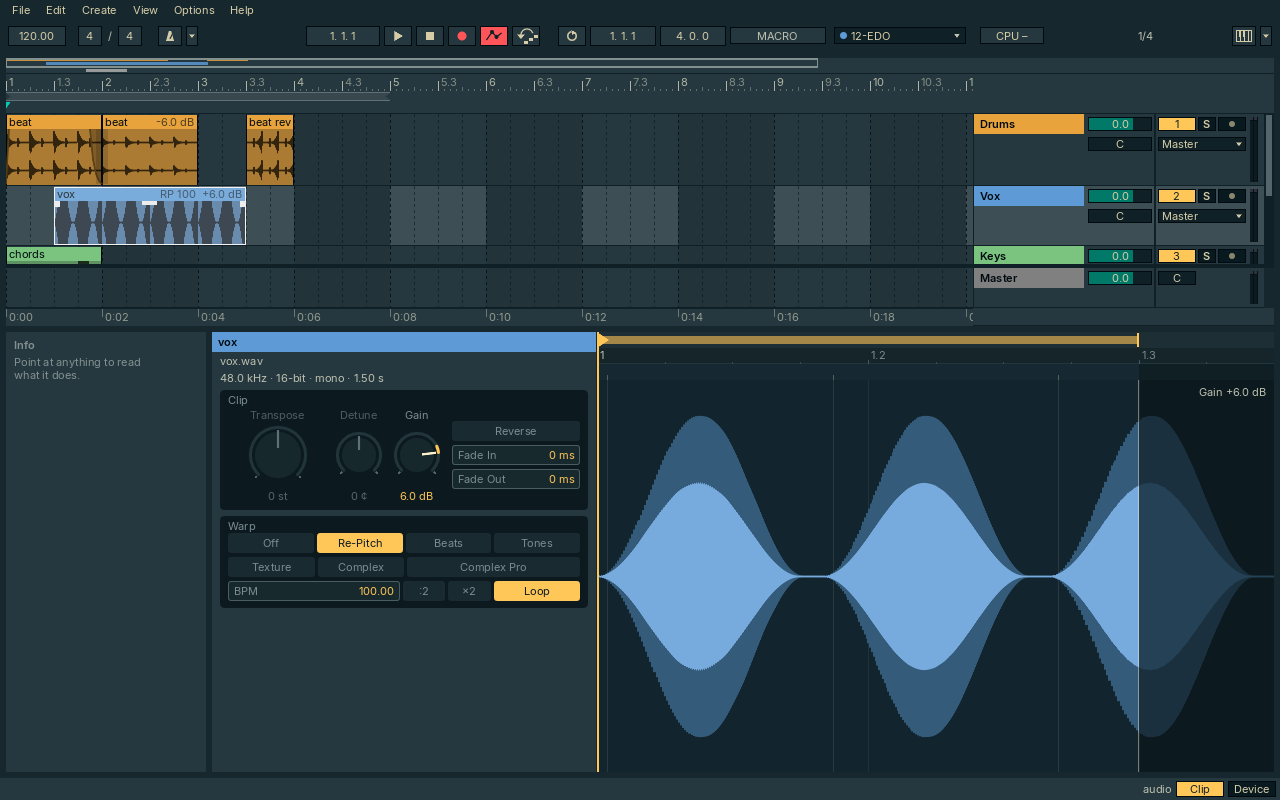 File Edit Create View Options Help
120.00 4 / 4 1. 1. 1 1. 1. 1 4. 0. 0 MACRO 12-EDO CPU – 1/4
1 1.3 2 2.3 3 3.3 4 4.3 5 5.3 6 6.3 7 7.3 8 8.3 9 9.3 10 10.3 1
beat beat -6.0 dB beat rev Drums 0.0 1 S
C Master
vox RP 100 +6.0 dB Vox 0.0 2 S
C Master
chords Keys 0.0 3 S
Master 0.0 C
0:00 0:02 0:04 0:06 0:08 0:10 0:12 0:14 0:16 0:18 0
Info
Point at anything to read
what it does.
vox
vox.wav
48.0 kHz · 16-bit · mono · 1.50 s
Clip
Transpose Detune Gain
Reverse
Fade In 0 ms
Fade Out 0 ms
0 st 0 ¢ 6.0 dB
Warp
Off Re-Pitch Beats Tones
Texture Complex Complex Pro
BPM 100.00 :2 ×2 Loop
1 1.2 1.3
Gain +6.0 dB
audio Clip Device